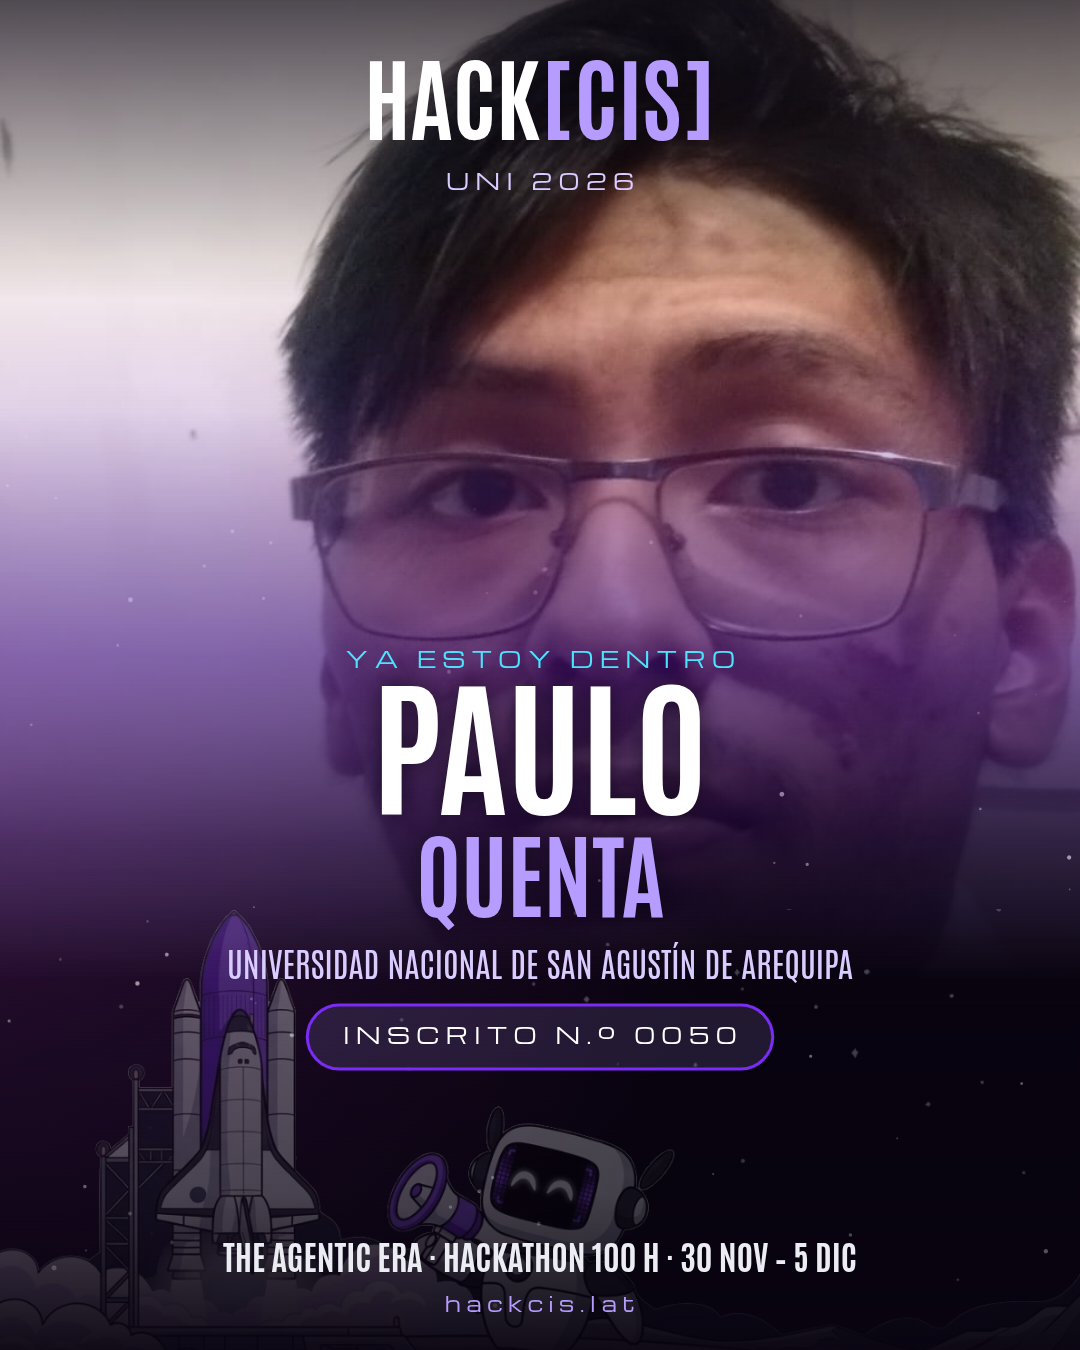 HACK[CIS]
UNI 2026
YA ESTOY DENTRO
PAULO
QUENTA
UNIVERSIDAD NACIONAL DE SAN AGUSTÍN DE AREQUIPA
INSCRITO N.º 0050
THE AGENTIC ERA · HACKATHON 100 H · 30 NOV – 5 DIC
hackcis.lat